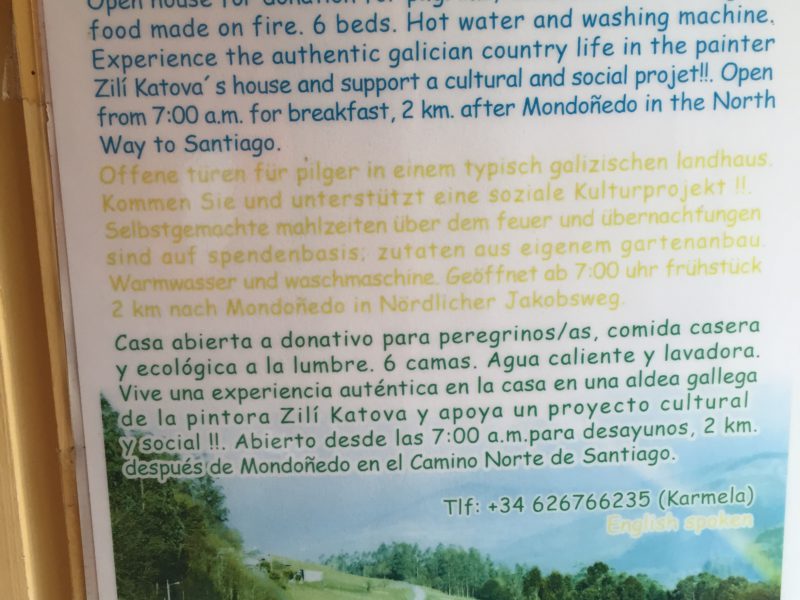 Open house for donation for
food made on fire. 6 beds. Hot water and washing machine.
Experience the authentic galician country life in the painter
Zilí Katova´s house and support a cultural and social projet!!. Open
from 7:00 a.m. for breakfast, 2 km. after Mondoñedo in the North
Way to Santiago.
Offene türen für pilger in einem typisch galizischen landhaus.
Kommen Sie und unterstützt eine soziale Kulturprojekt !!.
Selbstgemachte mahlzeiten über dem feuer und übernachtungen
sind auf spendenbasis; zutaten aus eigenem gartenanbau.
Warmwasser und waschmaschine. Geöffnet ab 7:00 uhr frühstück
2 km nach Mondoñedo in Nördlicher Jakobsweg.
Casa abierta a donativo para peregrinos/as, comida casera
y ecológica a la lumbre. 6 camas. Agua caliente y lavadora.
Vive una experiencia auténtica en la casa en una aldea gallega
de la pintora Zilí Katova y apoya un proyecto cultural
y social !!. Abierto desde las 7:00 a.m.para desayunos, 2 km.
después de Mondoñedo en el Camino Norte de Santiago.
Tlf: +34 626766235 (Karmela)
English spoken